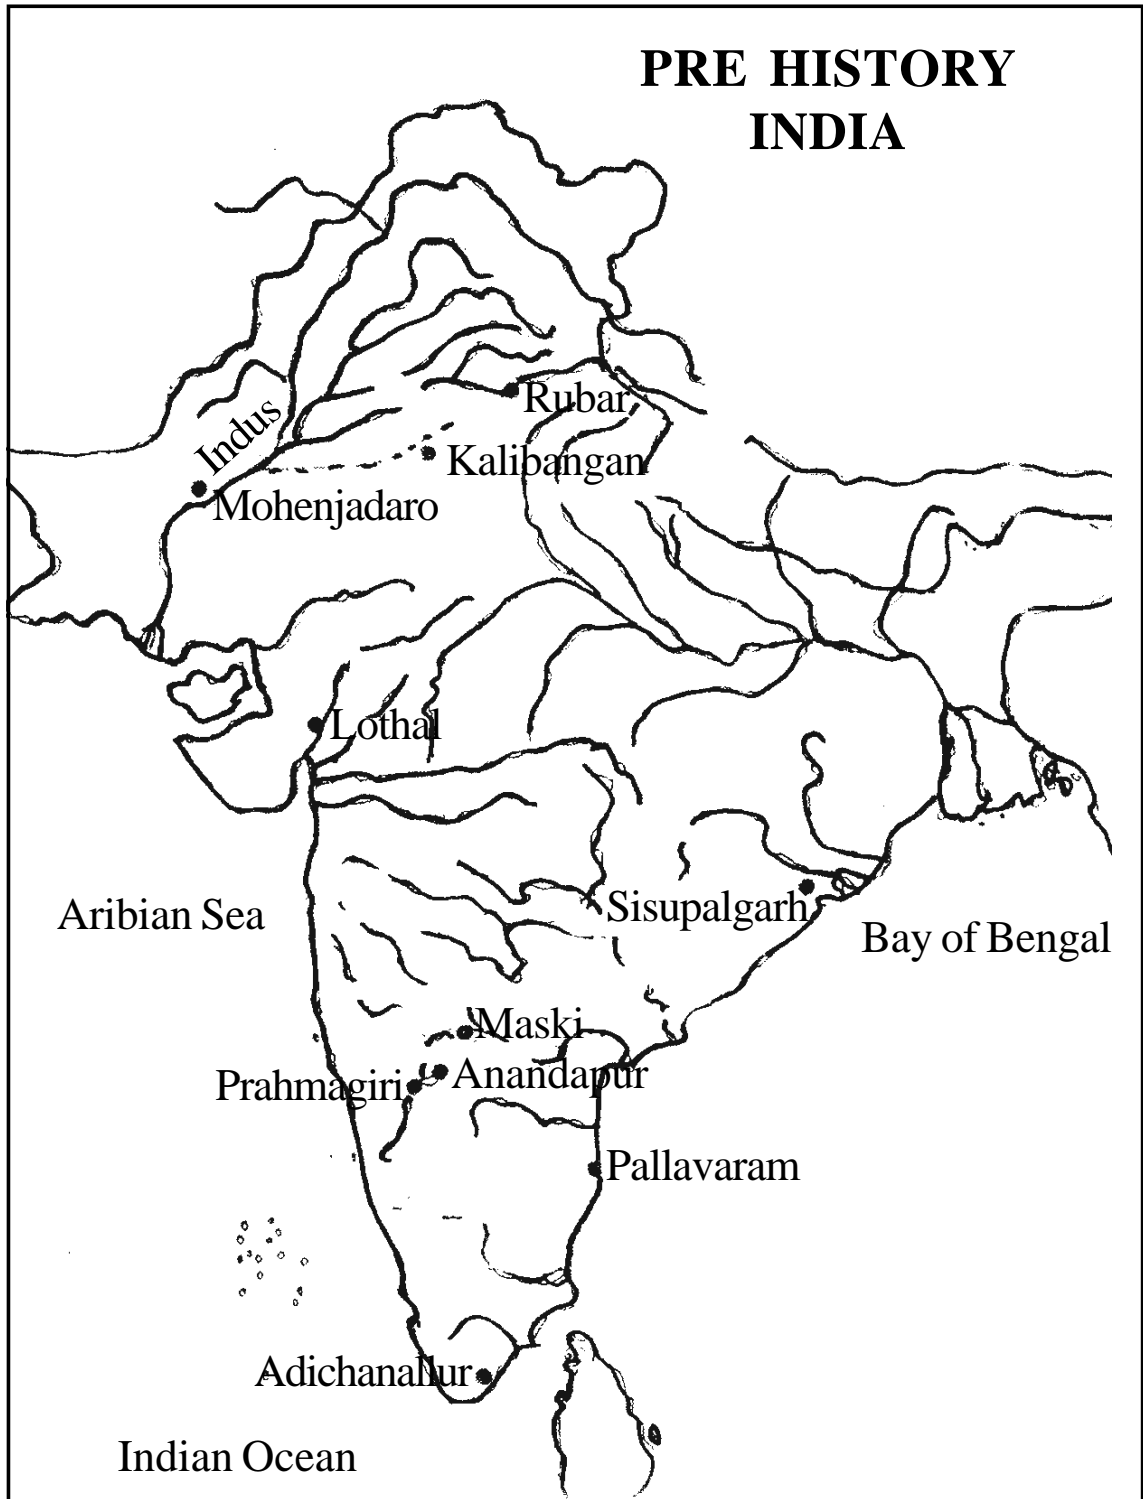 PRE HISTORY
INDIA
Rubar
Indus
Kalibangan
Mohenjadaro
Lothal
Sisupalgarh
Aribian Sea
Bay of Bengal
Maski
Anandapur
Prahmagiri
Pallavaram
Adichanallur
Indian Ocean